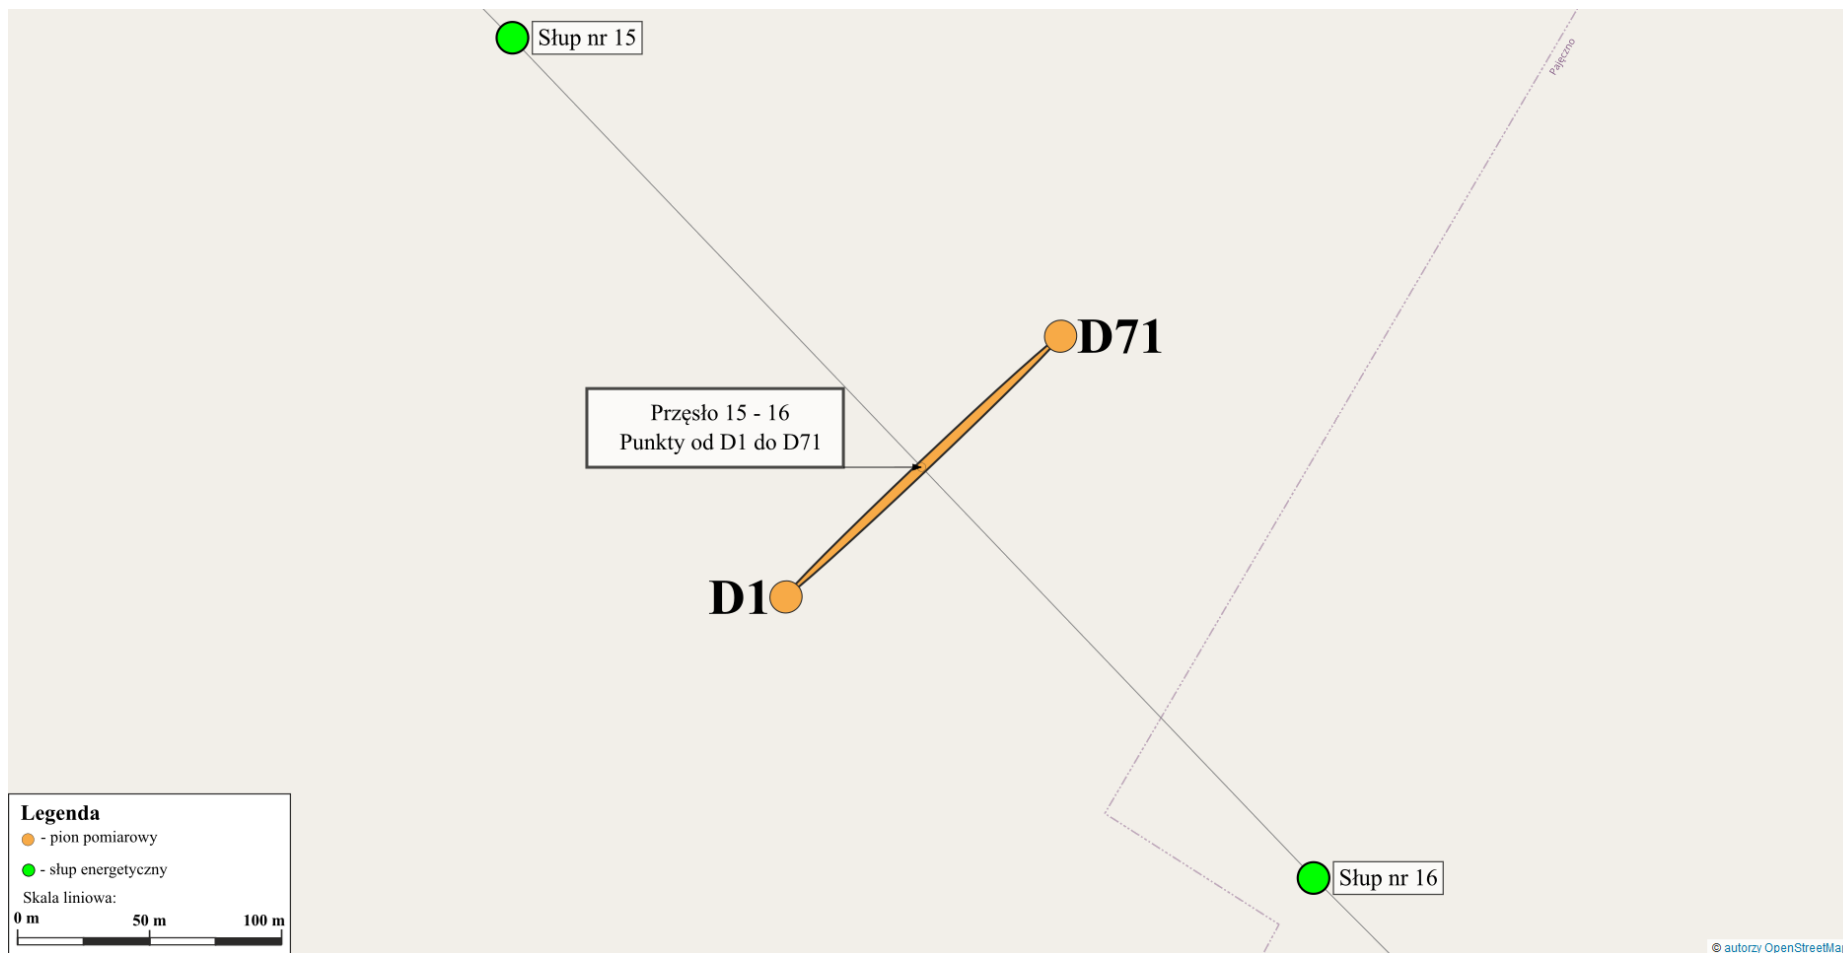 Słup nr 15
Pajęczno
D71
Przęsło 15 - 16
Punkty od D1 do D71
D1
Słup nr 16
Legenda
- pion pomiarowy
- słup energetyczny
Skala liniowa:
0 m 50 m 100 m
© autorzy OpenStreetMa